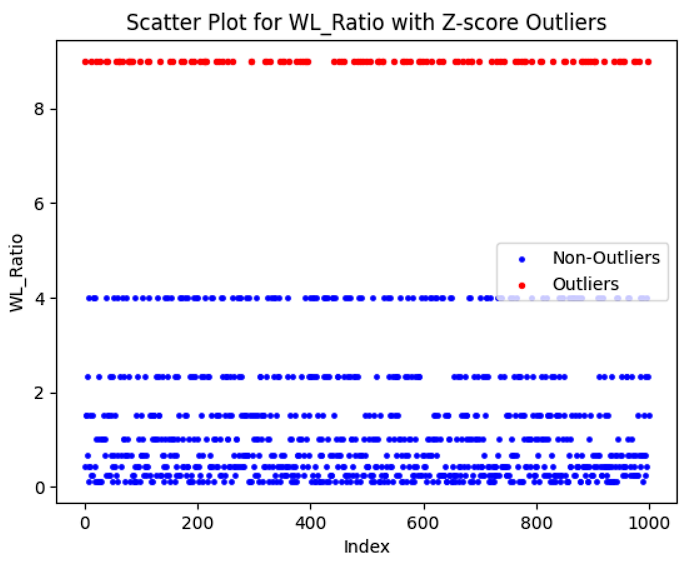 Scatter Plot for WL_Ratio with Z-score Outliers
WL_Ratio
8
6
4
2
0
Non-Outliers
Outliers
0 200 400 600 800 1000
Index